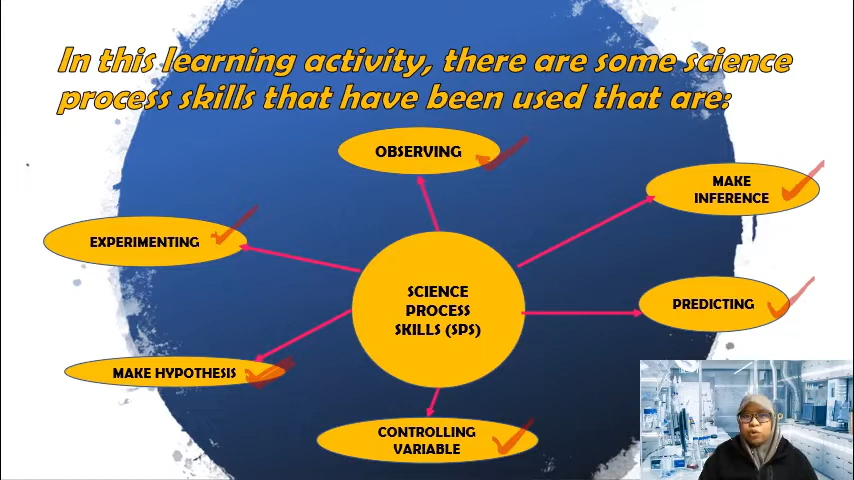 In this learning activity, there are some science
process skills that have been used that are:
OBSERVING
MAKE
INFERENCE
EXPERIMENTING
SCIENCE
PROCESS
SKILLS (SPS)
PREDICTING
MAKE HYPOTHESIS
CONTROLLING
VARIABLE